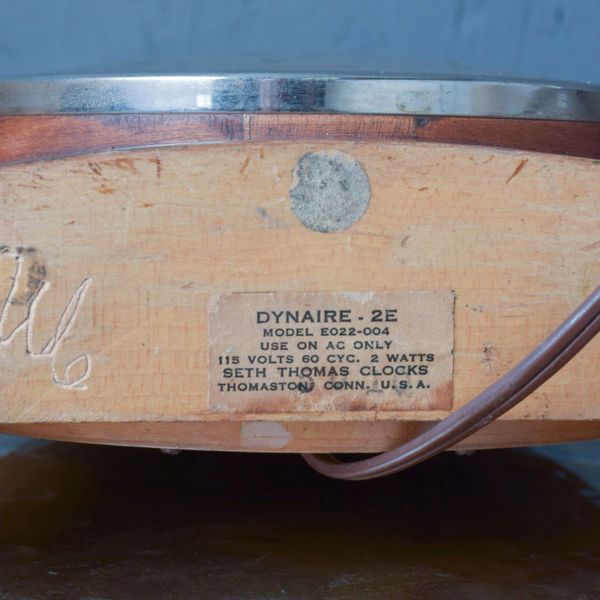 DYNAIRE - 2E
MODEL E022-004
USE ON AC ONLY
115 VOLTS 60 CYC. 2 WATTS
SETH THOMAS CLOCKS
THOMASTON, CONN. U.S.A.